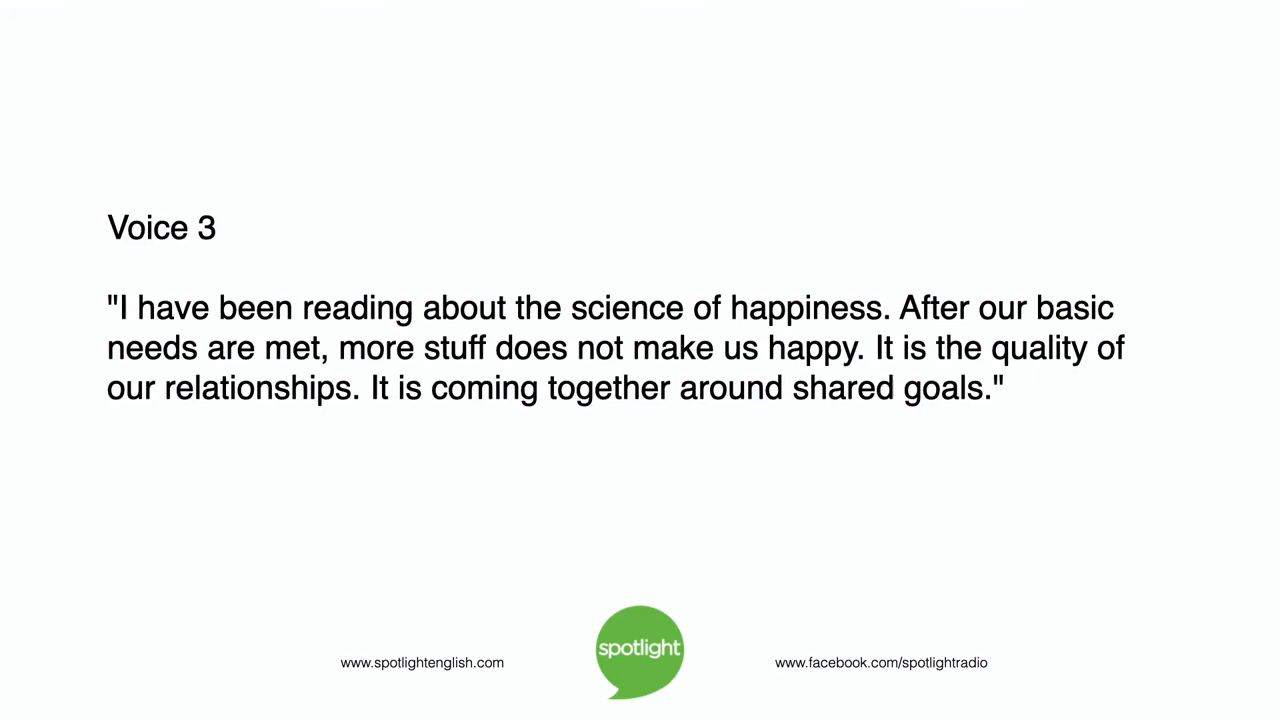 Voice 3
"I have been reading about the science of happiness. After our basic
needs are met, more stuff does not make us happy. It is the quality of
our relationships. It is coming together around shared goals."
spotlight
www.spotlightenglish.com
www.facebook.com/spotlightradio